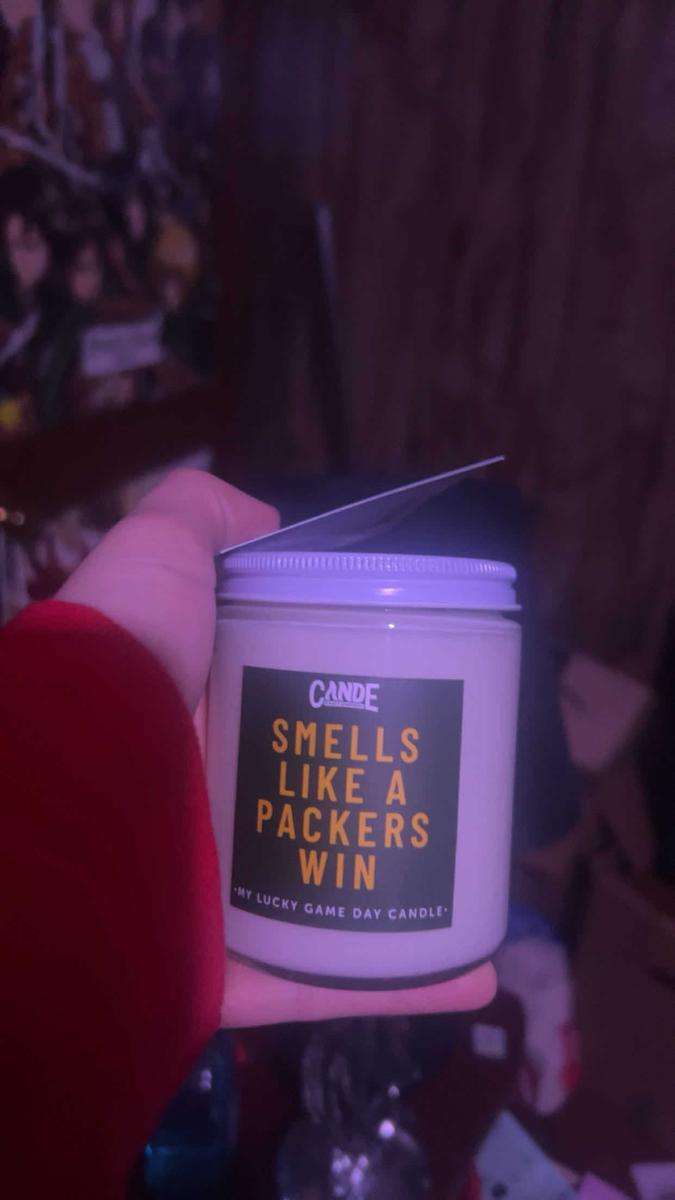 CANDE
SMELLS
LIKE A
PACKERS
WIN
·MY LUCKY GAME DAY CANDLE·